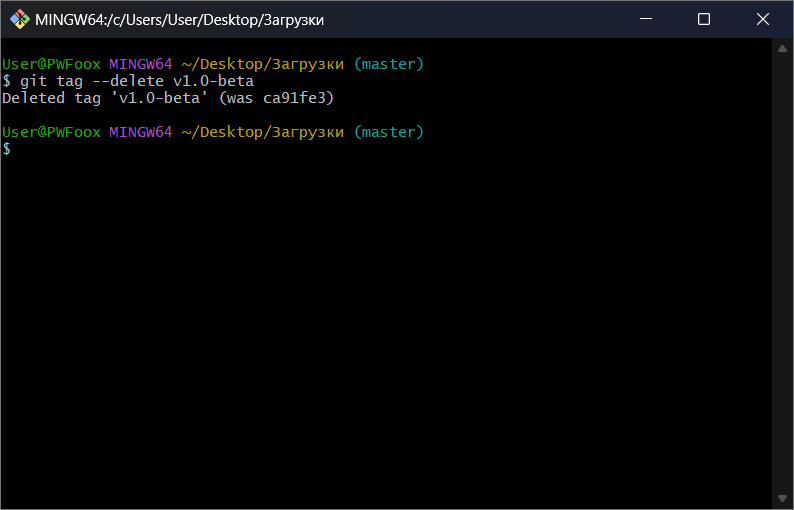 MINGW64:/c/Users/User/Desktop/Загрузки
User@PWFoox MINGW64 ~/Desktop/Загрузки (master)
$ git tag --delete v1.0-beta
Deleted tag 'v1.0-beta' (was ca91fe3)
User@PWFoox MINGW64 ~/Desktop/Загрузки (master)
$